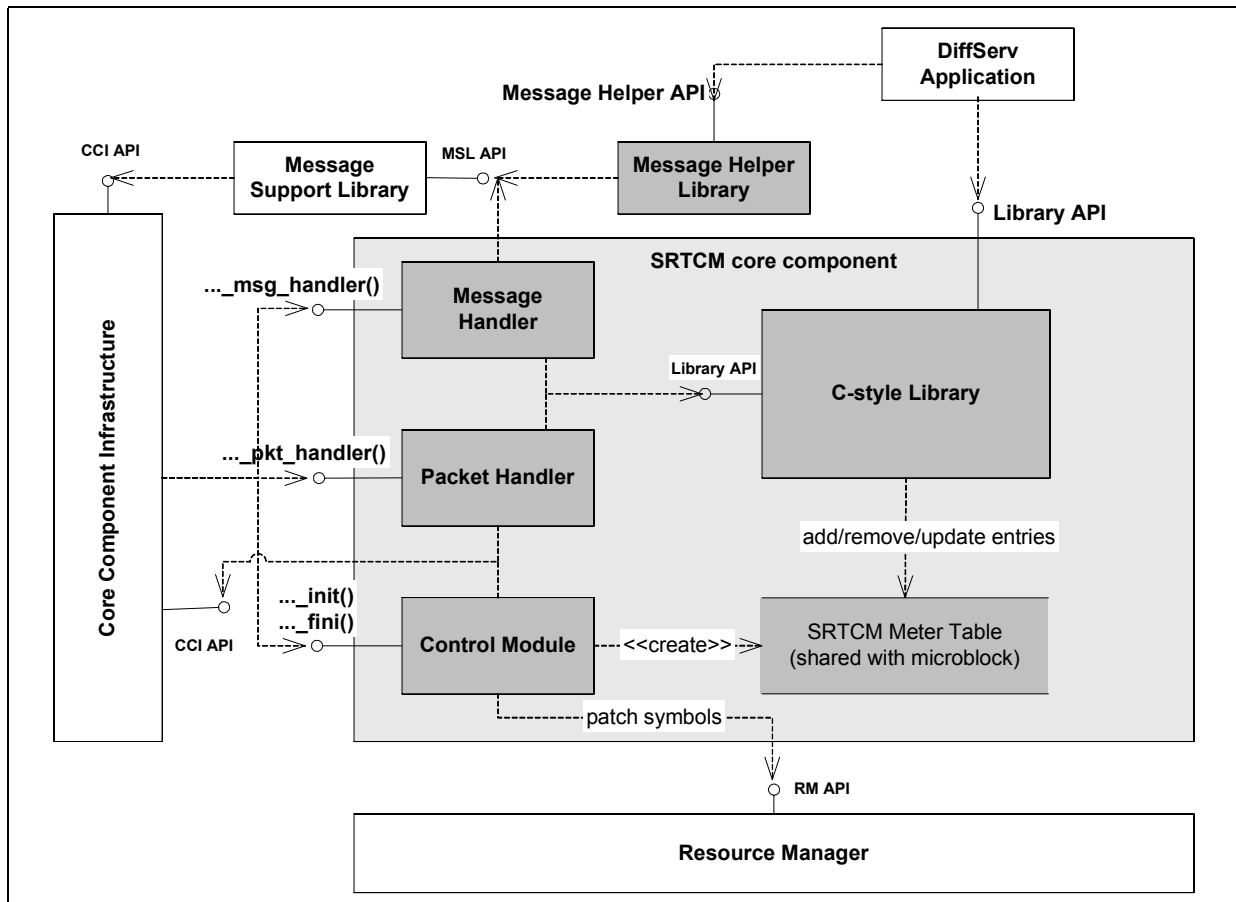 DiffServ
Application
Message Helper API
CCI API
Message
Support Library
MSL API
Message Helper
Library
Library API
SRTCM core component
..._msg_handler()
Message
Handler
Core Component Infrastructure
Library API
C-style Library
..._pkt_handler()
Packet Handler
add/remove/update entries
..._init()
..._fini()
CCI API
Control Module
<<create>>
SRTCM Meter Table
(shared with microblock)
patch symbols
RM API
Resource Manager